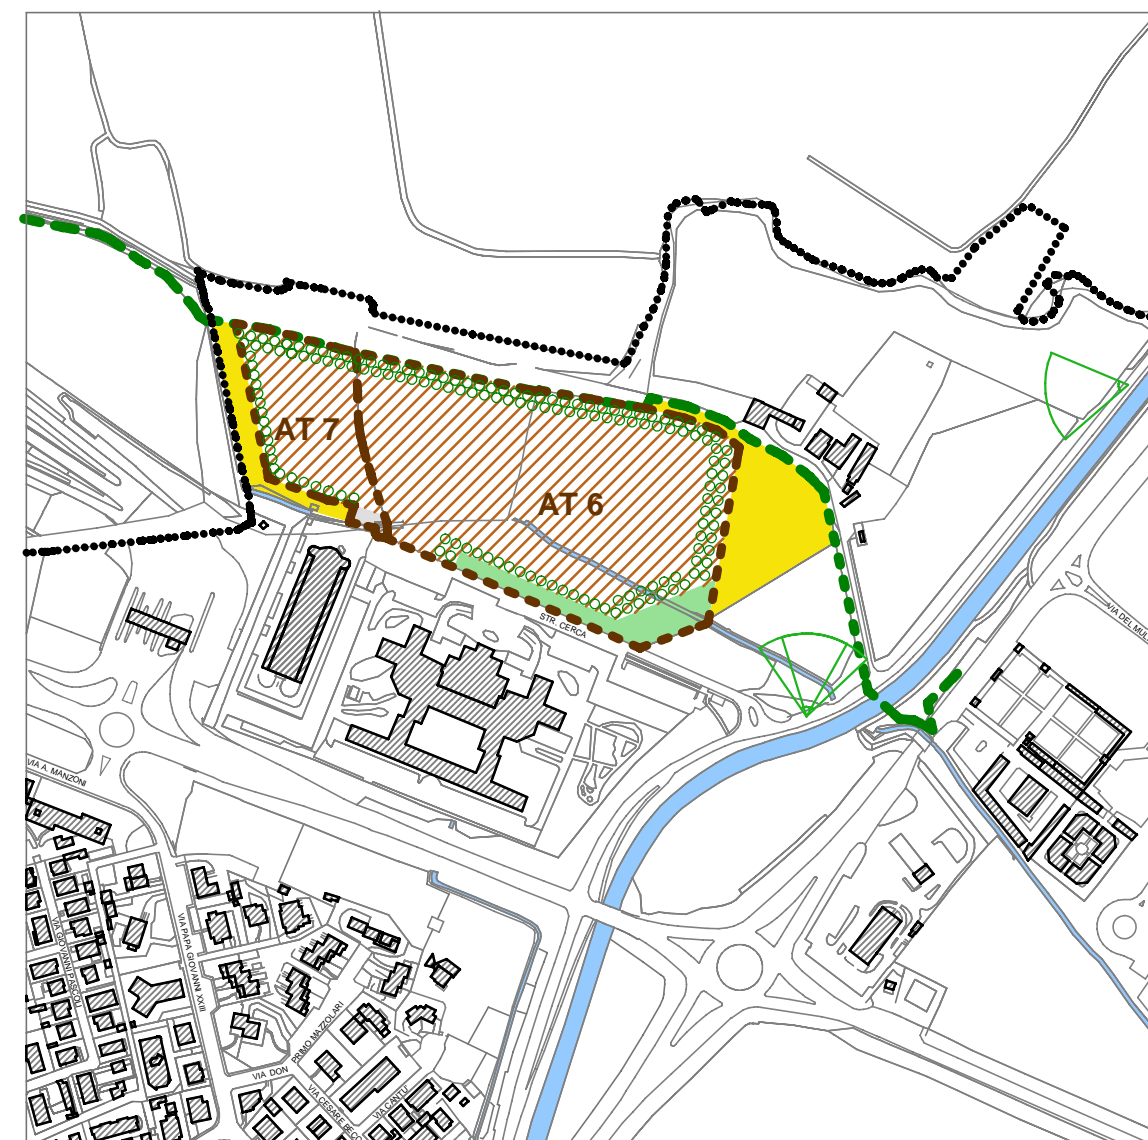 AT 7
AT 6
STR. CERCA
VIA DEL MUL
VIA A. MANZONI
VIA GIOVANNI PASCOLI
VIA PAPA GIOVANNI XXIII
VIA DON
PRIMO MAZZOLARI
VIA CESARE BECC
VIA CANTU'